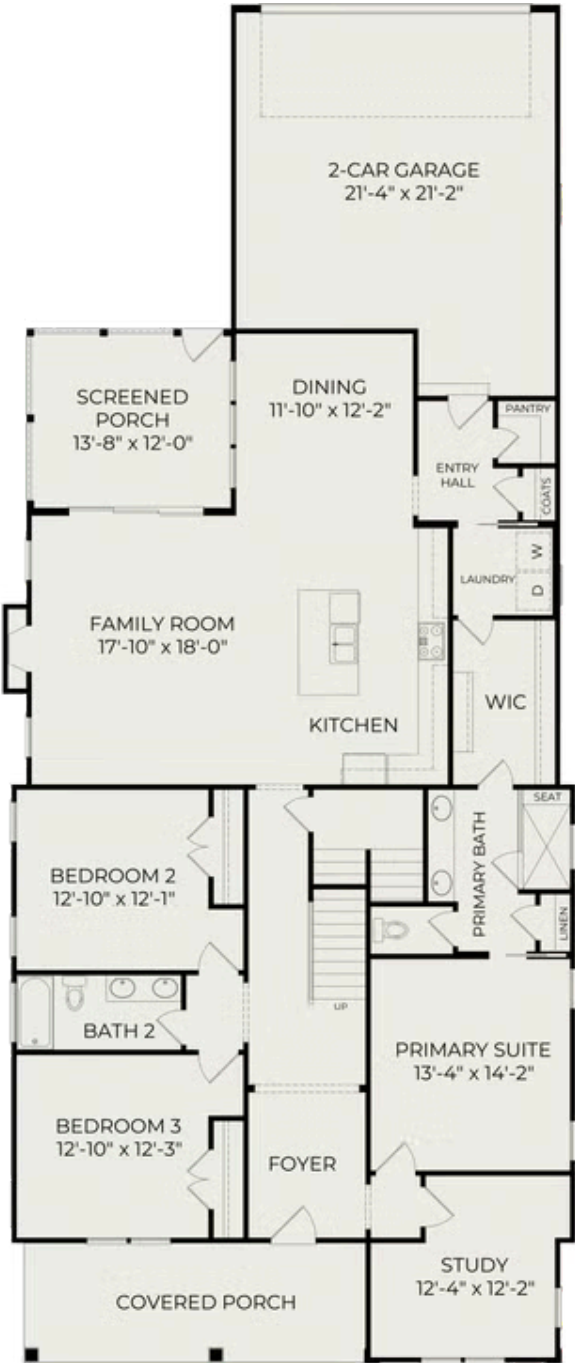 2-CAR GARAGE
21'-4" x 21'-2"
SCREENED
PORCH
13'-8" x 12'-0"
DINING
11'-10" x 12'-2"
PANTRY
ENTRY
HALL
COATS
W
D
LAUNDRY
FAMILY ROOM
17'-10" x 18'-0"
KITCHEN
WIC
SEAT
PRIMARY BATH
LINEN
BEDROOM 2
12'-10" x 12'-1"
UP
BATH 2
PRIMARY SUITE
13'-4" x 14'-2"
BEDROOM 3
12'-10" x 12'-3"
FOYER
STUDY
12'-4" x 12'-2"
COVERED PORCH